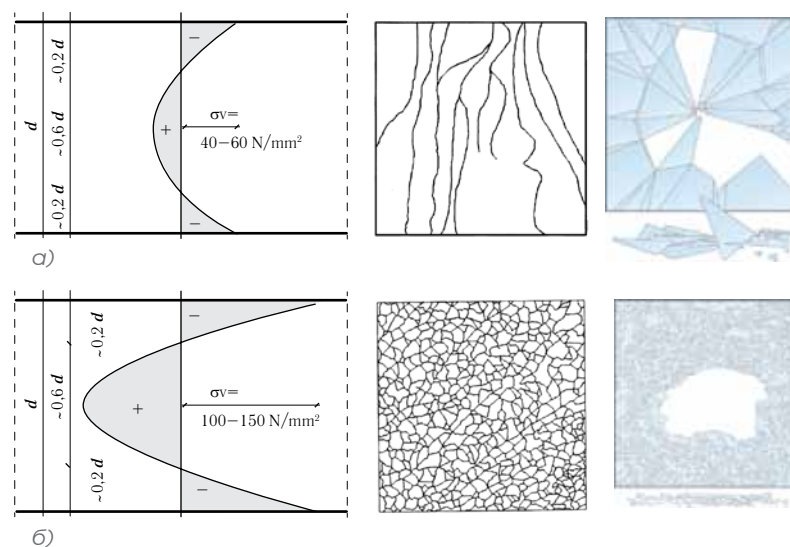 d
~0,2 d
~0,6 d
~0,2 d
−
+
−
σv=
40–60 N/mm²
а)
d
~0,2 d
~0,6 d
~0,2 d
−
+
−
σv=
100–150 N/mm²
б)